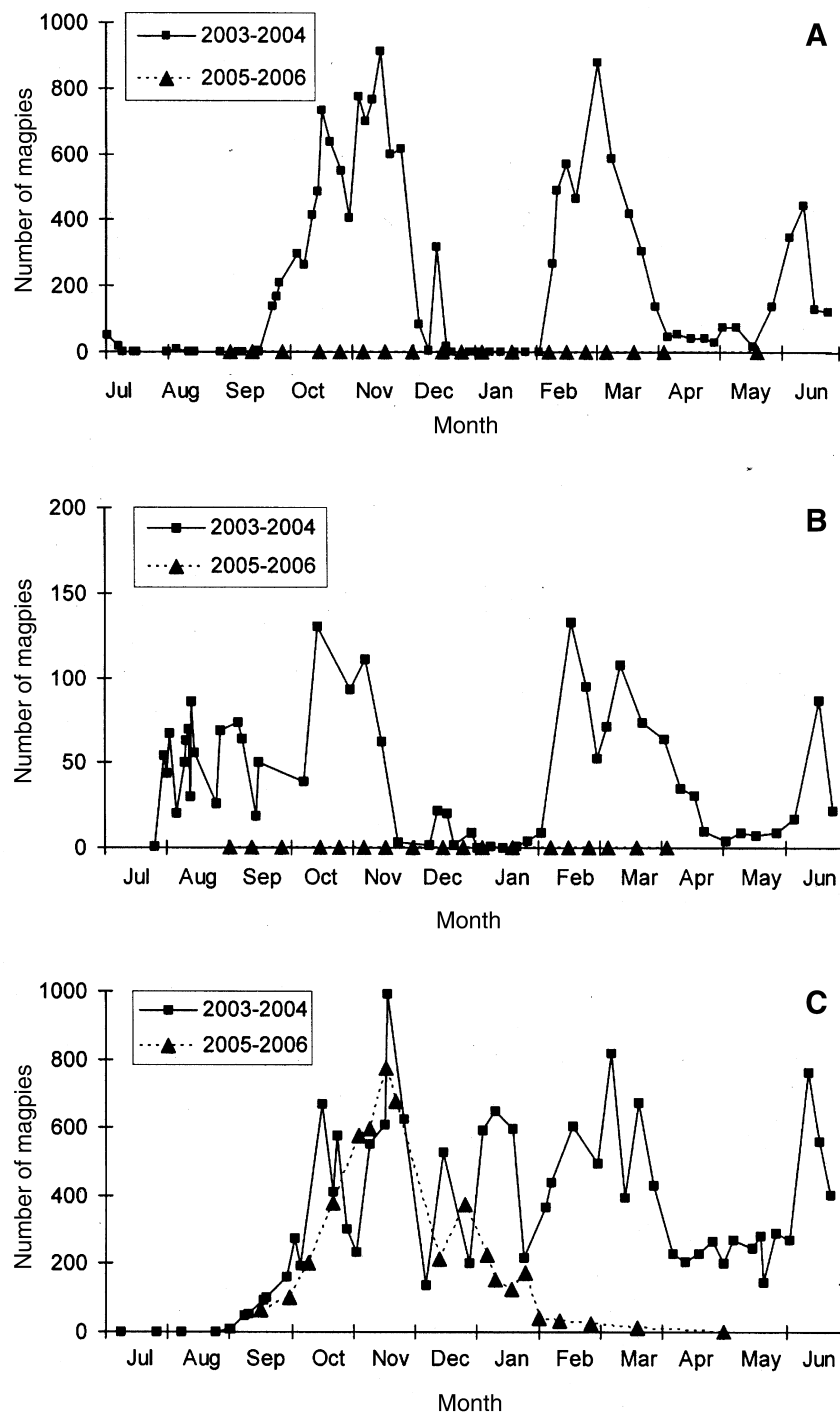 A
2003-2004
2005-2006
Number of magpies
1000
800
600
400
200
0
Jul Aug Sep Oct Nov Dec Jan Feb Mar Apr May Jun
Month
B
2003-2004
2005-2006
Number of magpies
200
150
100
50
0
Jul Aug Sep Oct Nov Dec Jan Feb Mar Apr May Jun
Month
C
2003-2004
2005-2006
Number of magpies
1000
800
600
400
200
0
Jul Aug Sep Oct Nov Dec Jan Feb Mar Apr May Jun
Month